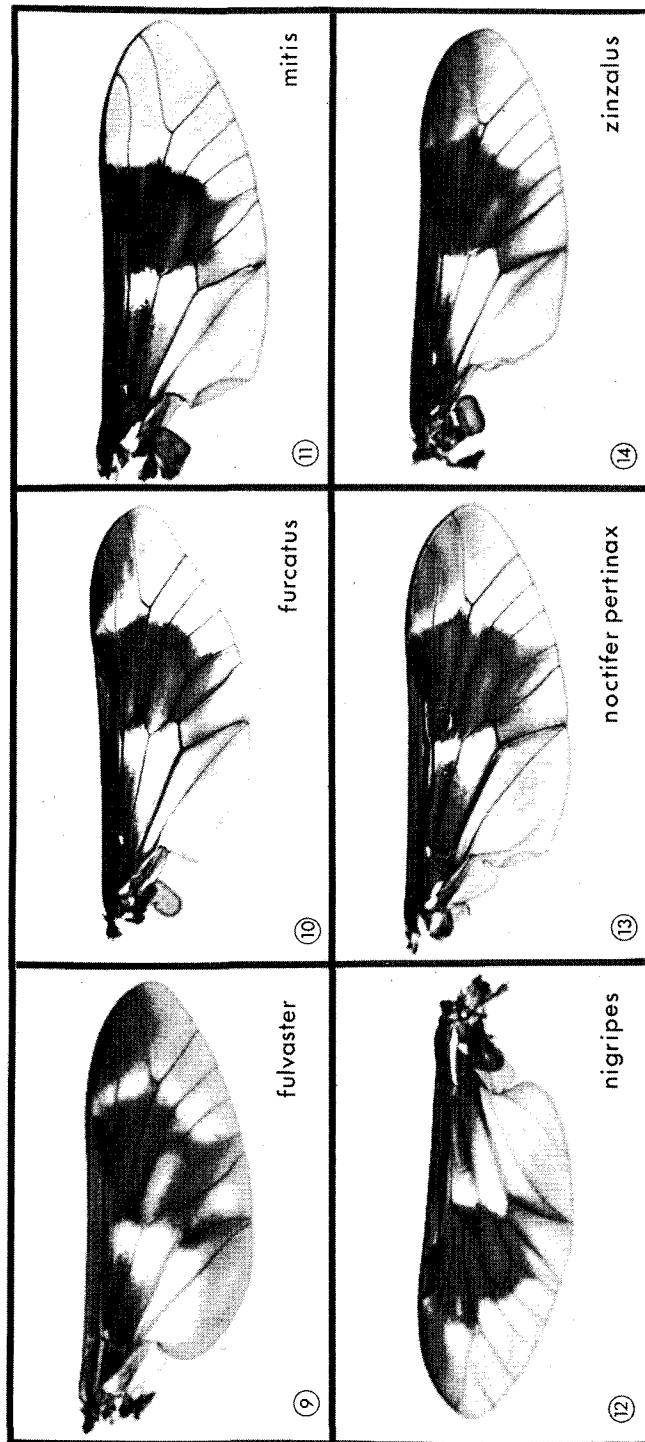 ⑨
fulvaster
⑩
furcatus
⑪
mitis
⑫
nigripes
⑬
noctifer pertinax
⑭
zinzalus